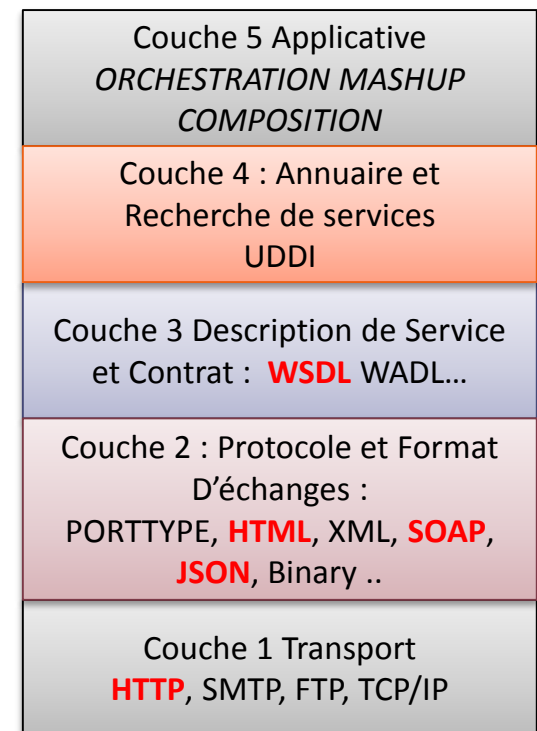 Couche 5 Applicative
ORCHESTRATION MASHUP
COMPOSITION
Couche 4 : Annuaire et
Recherche de services
UDDI
Couche 3 Description de Service
et Contrat : WSDL WADL…
Couche 2 : Protocole et Format
D’échanges :
PORTTYPE, HTML, XML, SOAP,
JSON, Binary ..
Couche 1 Transport
HTTP, SMTP, FTP, TCP/IP